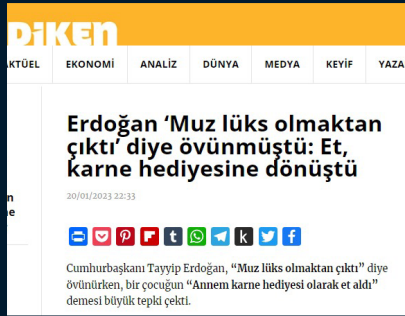 DiKEN
AKTÜEL EKONOMİ ANALİZ DÜNYA MEDYA KEYİF YAZA
Erdoğan ‘Muz lüks olmaktan
çıktı’ diye övünmüştü: Et,
karne hediyesine dönüştü
20/01/2023 22:33
n
e
Cumhurbaşkanı Tayyip Erdoğan, “Muz lüks olmaktan çıktı” diye
övünürken, bir çocuğun “Annem karne hediyesi olarak et aldı”
demesi büyük tepki çekti.